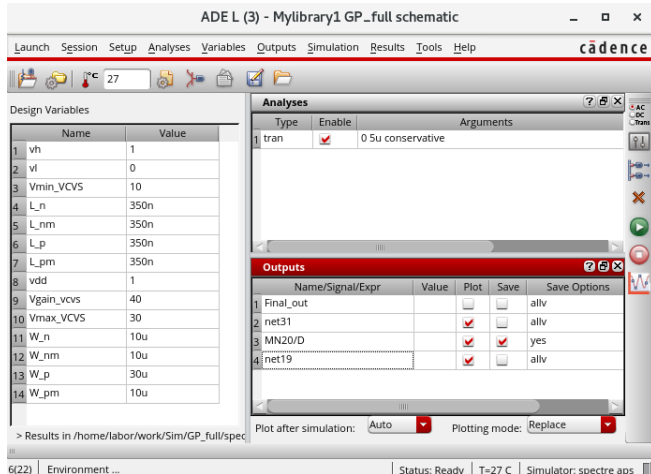 ADE L (3) - Mylibrary1 GP_full schematic
Launch Session Setup Analyses Variables Outputs Simulation Results Tools Help
cādence
°C 27
Design Variables
Name Value
1 vh 1
2 vl 0
3 Vmin_VCVS 10
4 L_n 350n
5 L_nm 350n
6 L_p 350n
7 L_pm 350n
8 vdd 1
9 Vgain_vcvs 40
10 Vmax_VCVS 30
11 W_n 10u
12 W_nm 10u
13 W_p 30u
14 W_pm 10u
> Results in /home/labor/work/Sim/GP_full/spec
Analyses
Type Enable Arguments
1 tran 0 5u conservative
Outputs
Name/Signal/Expr Value Plot Save Save Options
1 Final_out allv
2 net31 allv
3 MN20/D yes
4 net19 allv
Plot after simulation: Auto Plotting mode: Replace
AC
DC
Trans
6(22) Environment ... Status: Ready T=27 C Simulator: spectre aps